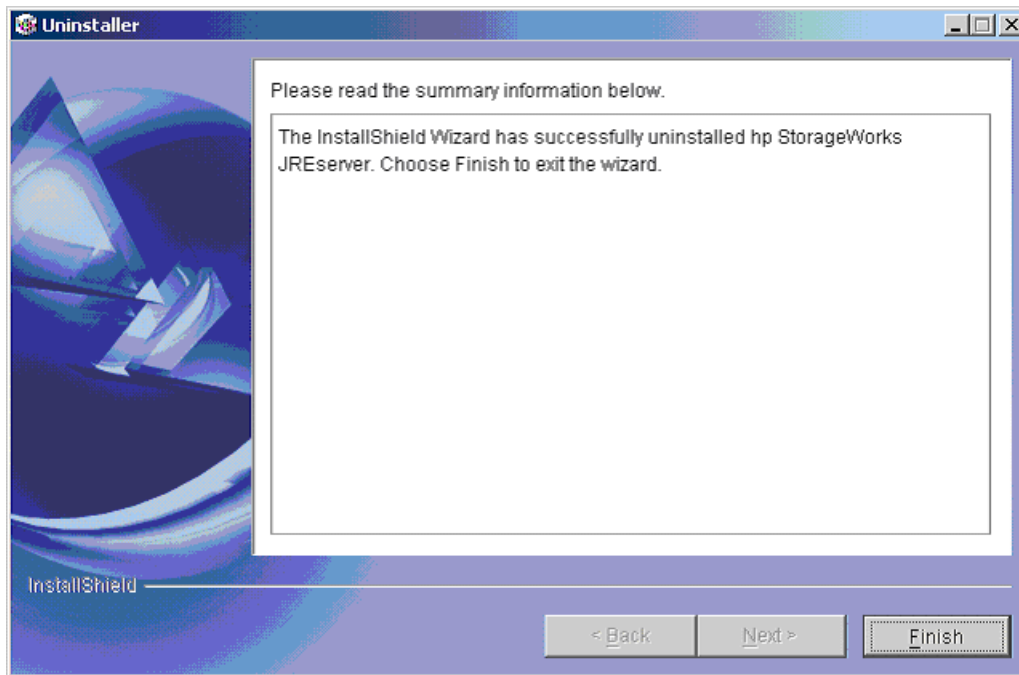 Uninstaller
Please read the summary information below.
The InstallShield Wizard has successfully uninstalled hp StorageWorks
JREserver. Choose Finish to exit the wizard.
InstallShield
< Back
Next >
Finish